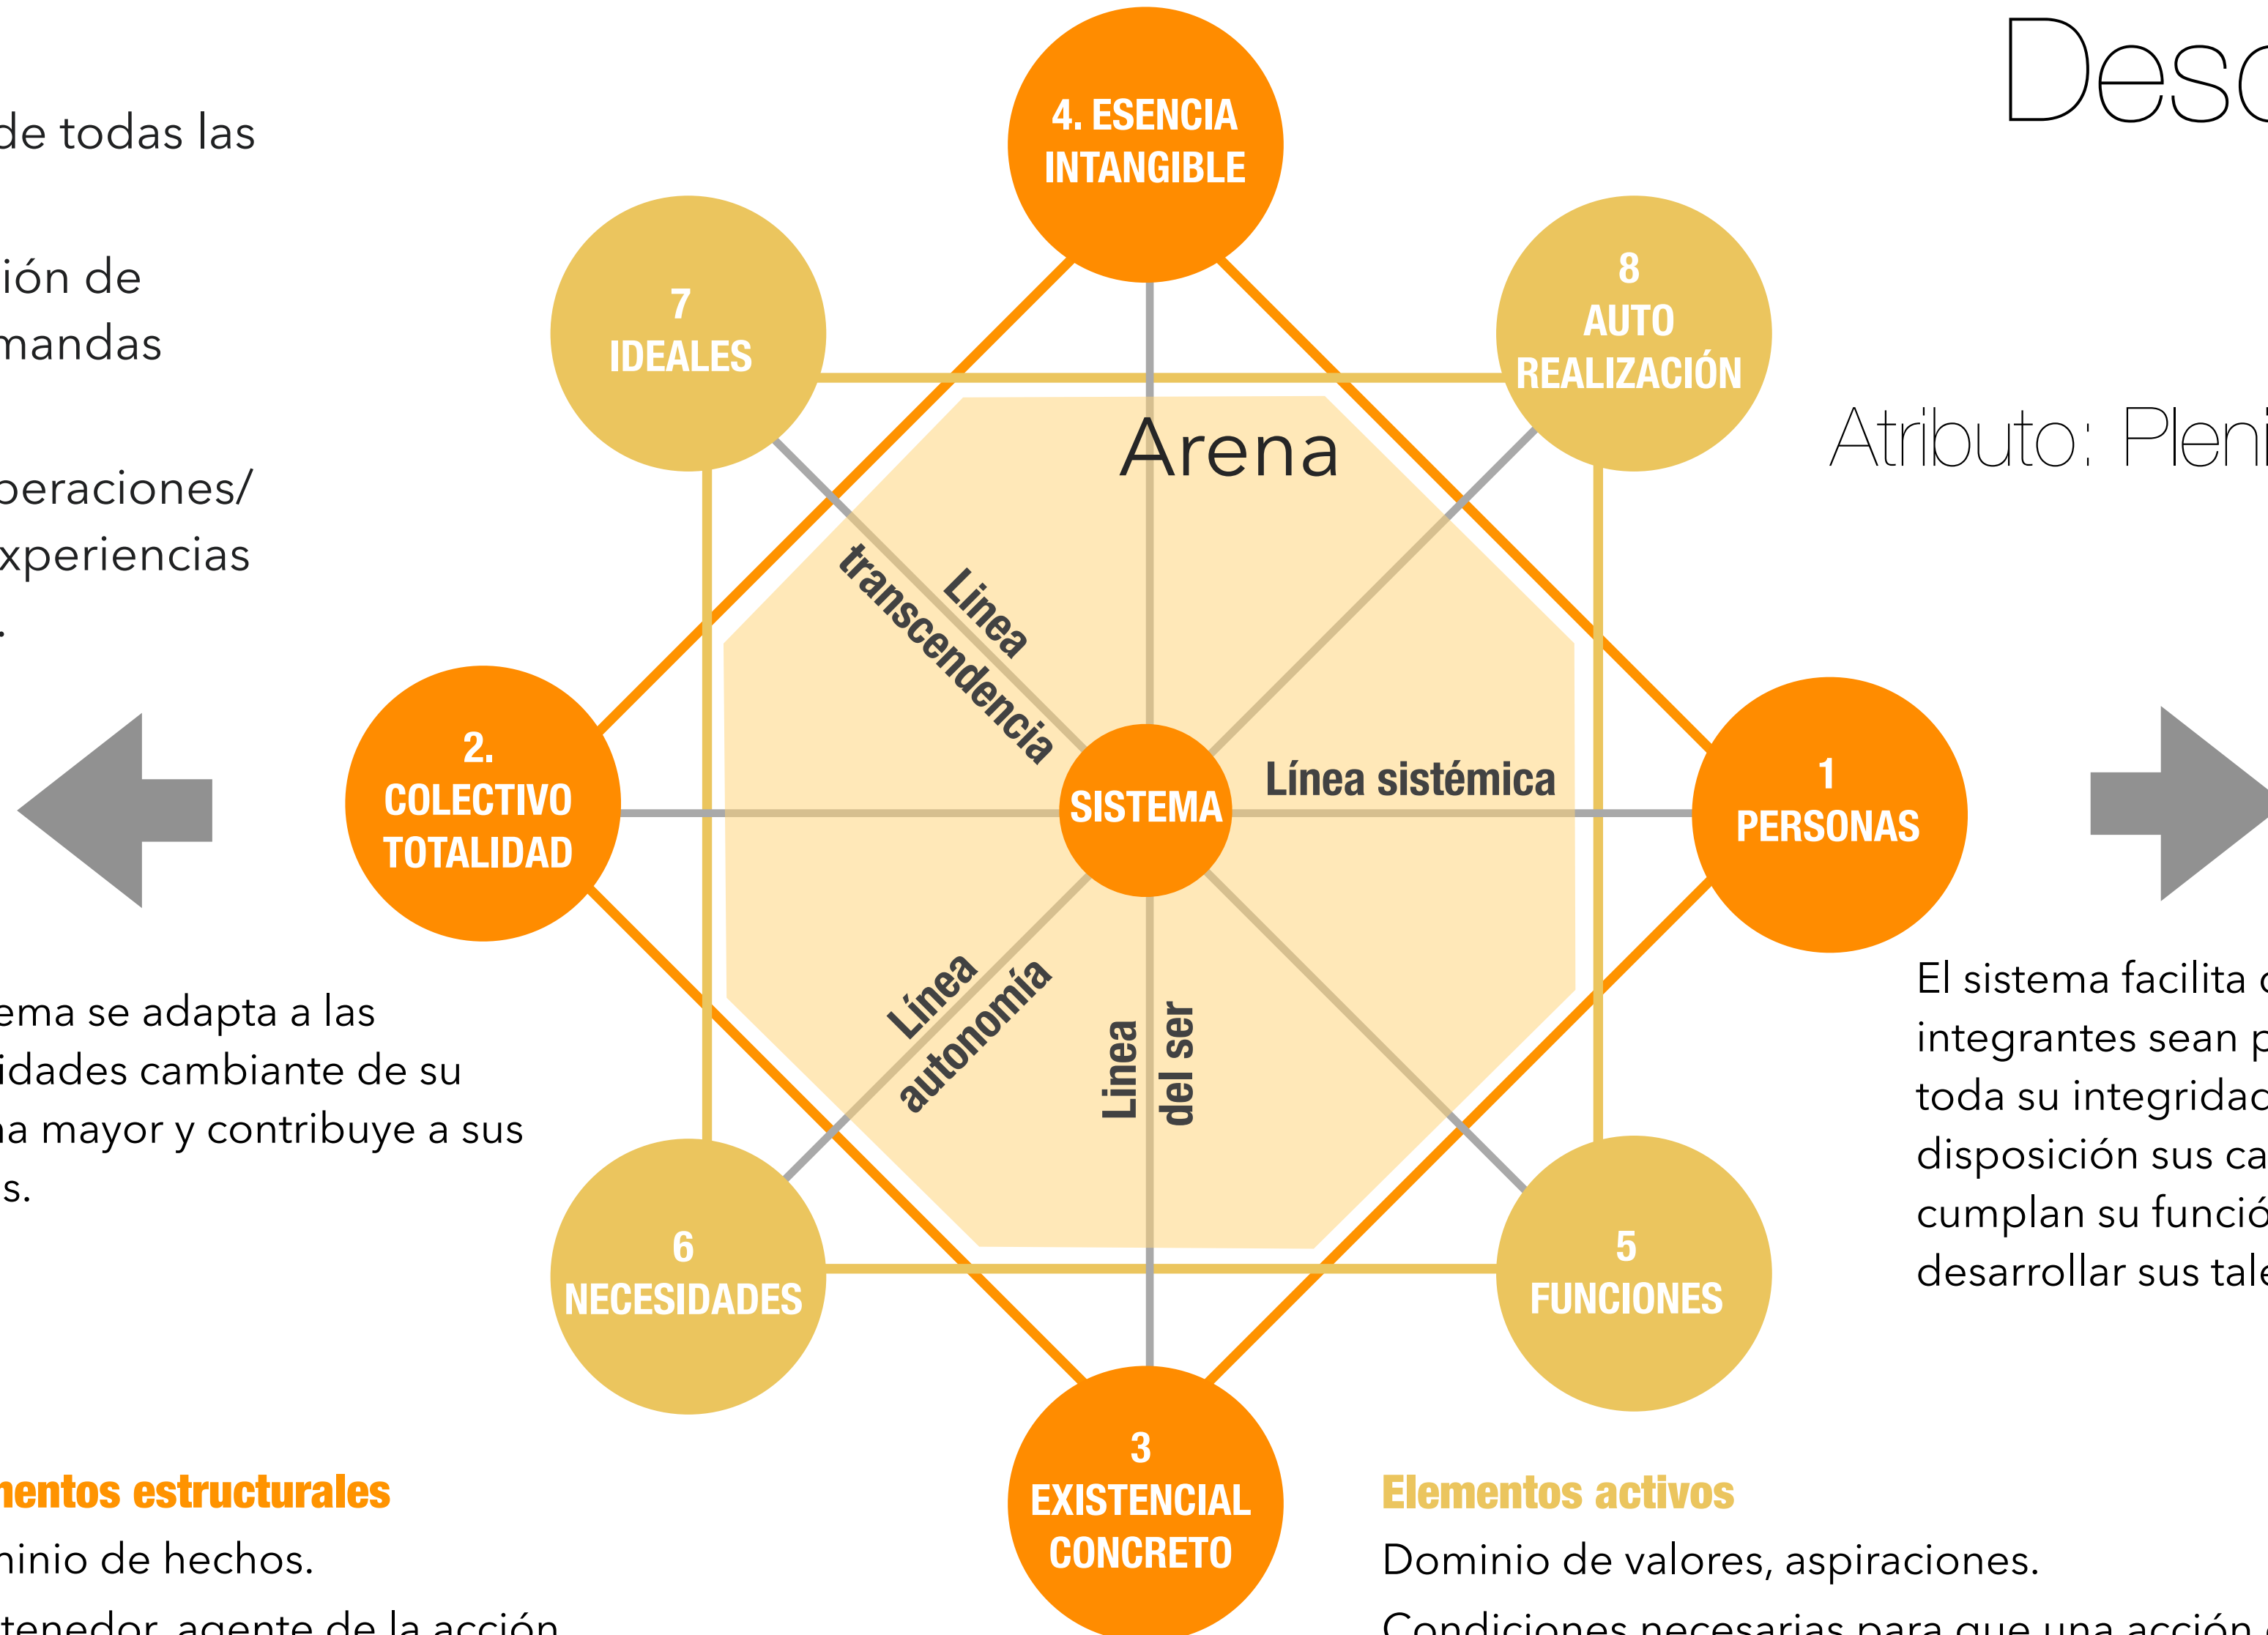 Desc
de todas las
ión de
mandas
peraciones/
xperiencias
Atributo: Pleni
4. ESENCIA
INTANGIBLE
7
IDEALES
8
AUTO
REALIZACIÓN
Arena
Linea
transcendencia
2.
COLECTIVO
TOTALIDAD
SISTEMA
Línea sistémica
1
PERSONAS
Línea
autonomía
Linea
del ser
ema se adapta a las
idades cambiante de su
na mayor y contribuye a sus
s.
El sistema facilita
integrantes sean
toda su integridad
disposición sus ca
cumplan su funció
desarrollar sus tale
6
NECESIDADES
5
FUNCIONES
3
EXISTENCIAL
CONCRETO
mentos estructurales
minio de hechos.
tenedor, agente de la acción
Elementos activos
Dominio de valores, aspiraciones.
Condiciones necesarias para que una acción